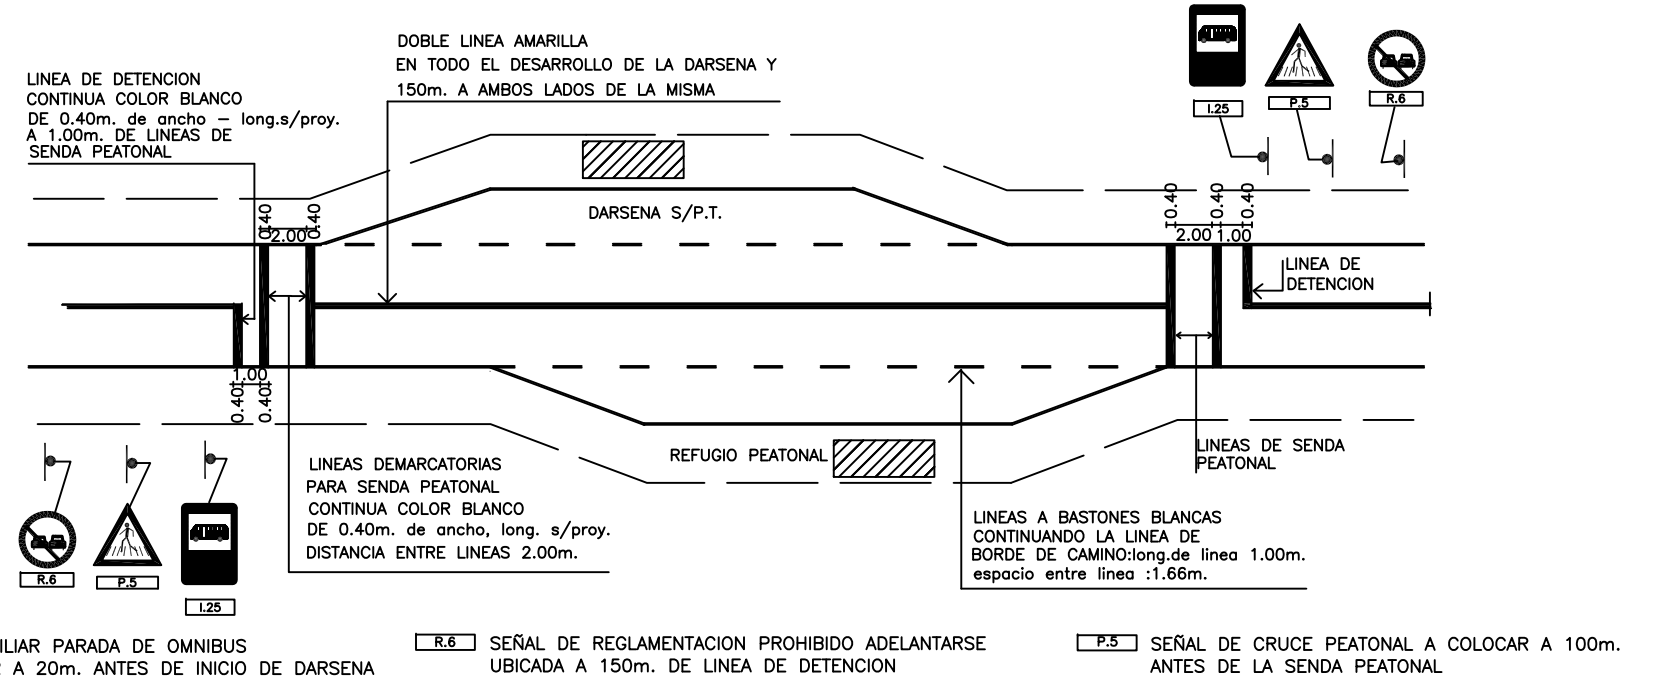 DOBLE LINEA AMARILLA
EN TODO EL DESARROLLO DE LA DARSENA Y
150m. A AMBOS LADOS DE LA MISMA
LINEA DE DETENCION
CONTINUA COLOR BLANCO
DE 0.40m. de ancho – long.s/proy.
A 1.00m. DE LINEAS DE
SENDA PEATONAL
I.25
P.5
R.6
DARSENA S/P.T.
0.40
0.40
2.00
0.40
0.40
0.40
2.00
1.00
LINEA DE
DETENCION
1.00
0.40
0.40
REFUGIO PEATONAL
LINEAS DE SENDA
PEATONAL
LINEAS DEMARCATORIAS
PARA SENDA PEATONAL
CONTINUA COLOR BLANCO
DE 0.40m. de ancho, long. s/proy.
DISTANCIA ENTRE LINEAS 2.00m.
LINEAS A BASTONES BLANCAS
CONTINUANDO LA LINEA DE
BORDE DE CAMINO:long.de linea 1.00m.
espacio entre linea :1.66m.
R.6
P.5
I.25
ILIAR PARADA DE OMNIBUS
A 20m. ANTES DE INICIO DE DARSENA
R.6 SEÑAL DE REGLAMENTACION PROHIBIDO ADELANTARSE
UBICADA A 150m. DE LINEA DE DETENCION
P.5 SEÑAL DE CRUCE PEATONAL A COLOCAR A 100m.
ANTES DE LA SENDA PEATONAL